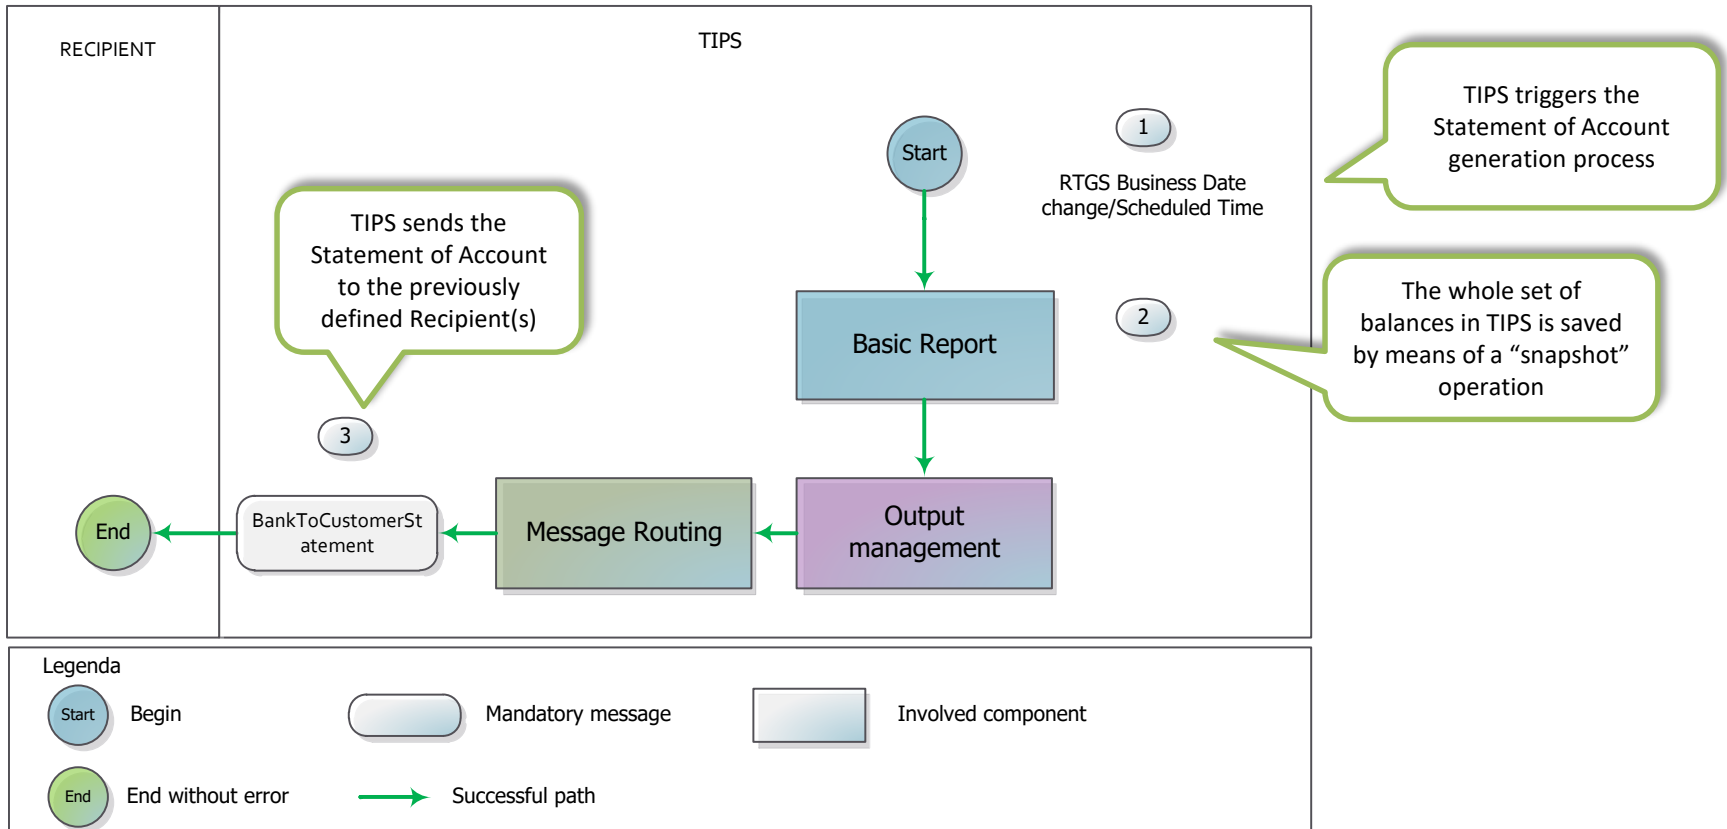 RECIPIENT
TIPS
TIPS triggers the
Statement of Account
generation process
1
Start
RTGS Business Date
change/Scheduled Time
TIPS sends the
Statement of Account
to the previously
defined Recipient(s)
The whole set of
balances in TIPS is saved
by means of a “snapshot”
operation
2
Basic Report
3
End
BankToCustomerSt
atement
Message Routing
Output
management
Legenda
Start
Begin
Mandatory message
Involved component
End
End without error
Successful path